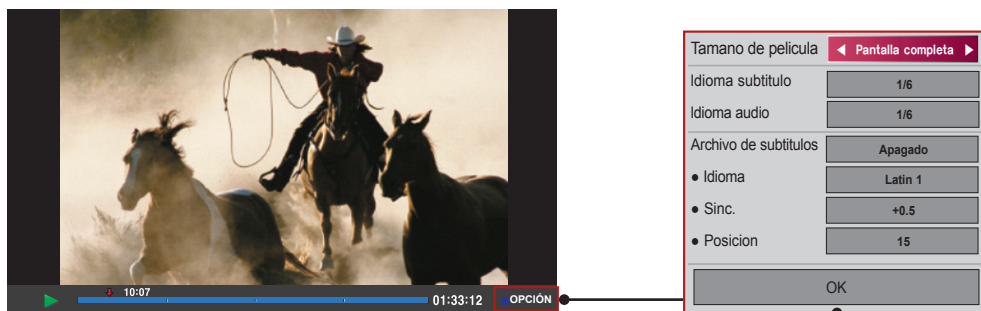 10:07
01:33:12
OPCIÓN
Tamano de pelicula ◀ Pantalla completa ▶
Idioma subtitulo 1/6
Idioma audio 1/6
Archivo de subtitulos Apagado
● Idioma Latin 1
● Sinc. +0.5
● Posicion 15
OK